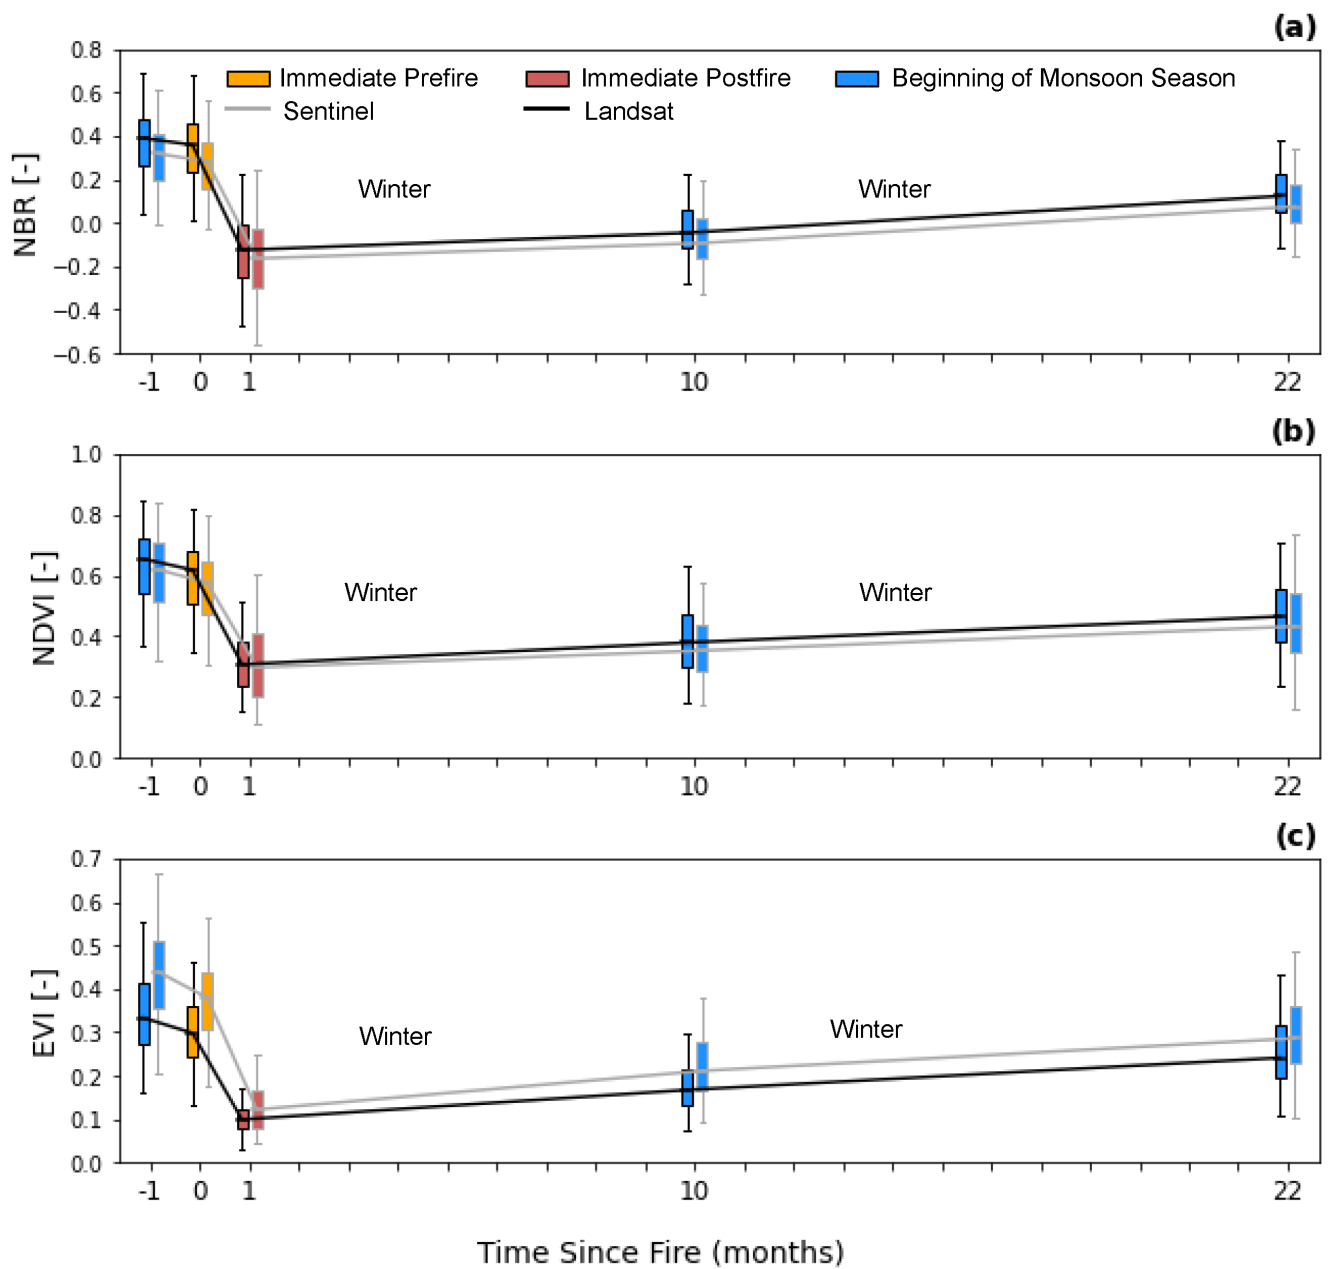 (a)
0.8
0.6
0.4
0.2
0.0
−0.2
−0.4
−0.6
NBR [-]
Immediate Prefire Immediate Postfire Beginning of Monsoon Season
Sentinel Landsat
Winter Winter
-1 0 1 10 22
(b)
1.0
0.8
0.6
0.4
0.2
0.0
NDVI [-]
Winter Winter
-1 0 1 10 22
(c)
0.7
0.6
0.5
0.4
0.3
0.2
0.1
0.0
EVI [-]
Winter Winter
-1 0 1 10 22
Time Since Fire (months)